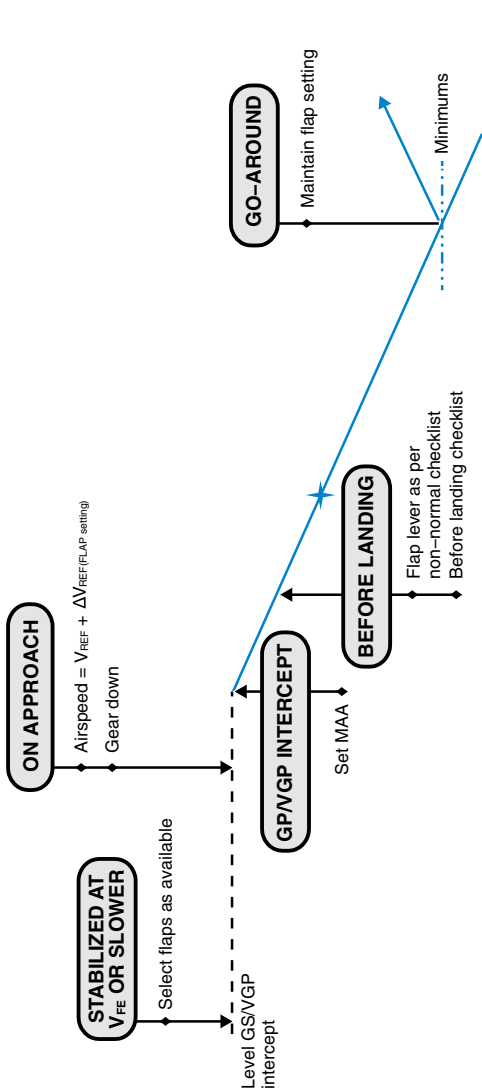 STABILIZED AT
VFE OR SLOWER
Select flaps as available
Level GS/VGP
intercept
ON APPROACH
Airspeed = VREF + ΔVREF(FLAP setting)
Gear down
GP/VGP INTERCEPT
Set MAA
BEFORE LANDING
Flap lever as per
non–normal checklist
Before landing checklist
GO–AROUND
Maintain flap setting
Minimums